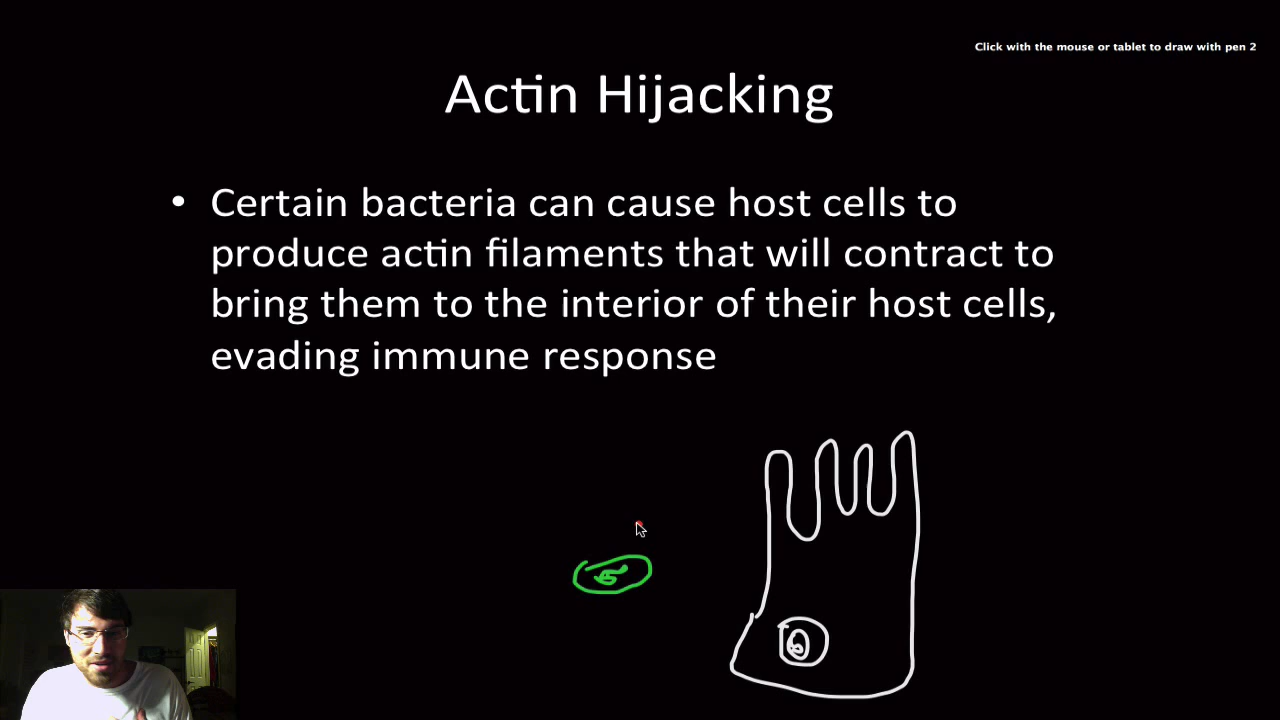 Click with the mouse or tablet to draw with pen 2
Actin Hijacking
• Certain bacteria can cause host cells to
produce actin filaments that will contract to
bring them to the interior of their host cells,
evading immune response